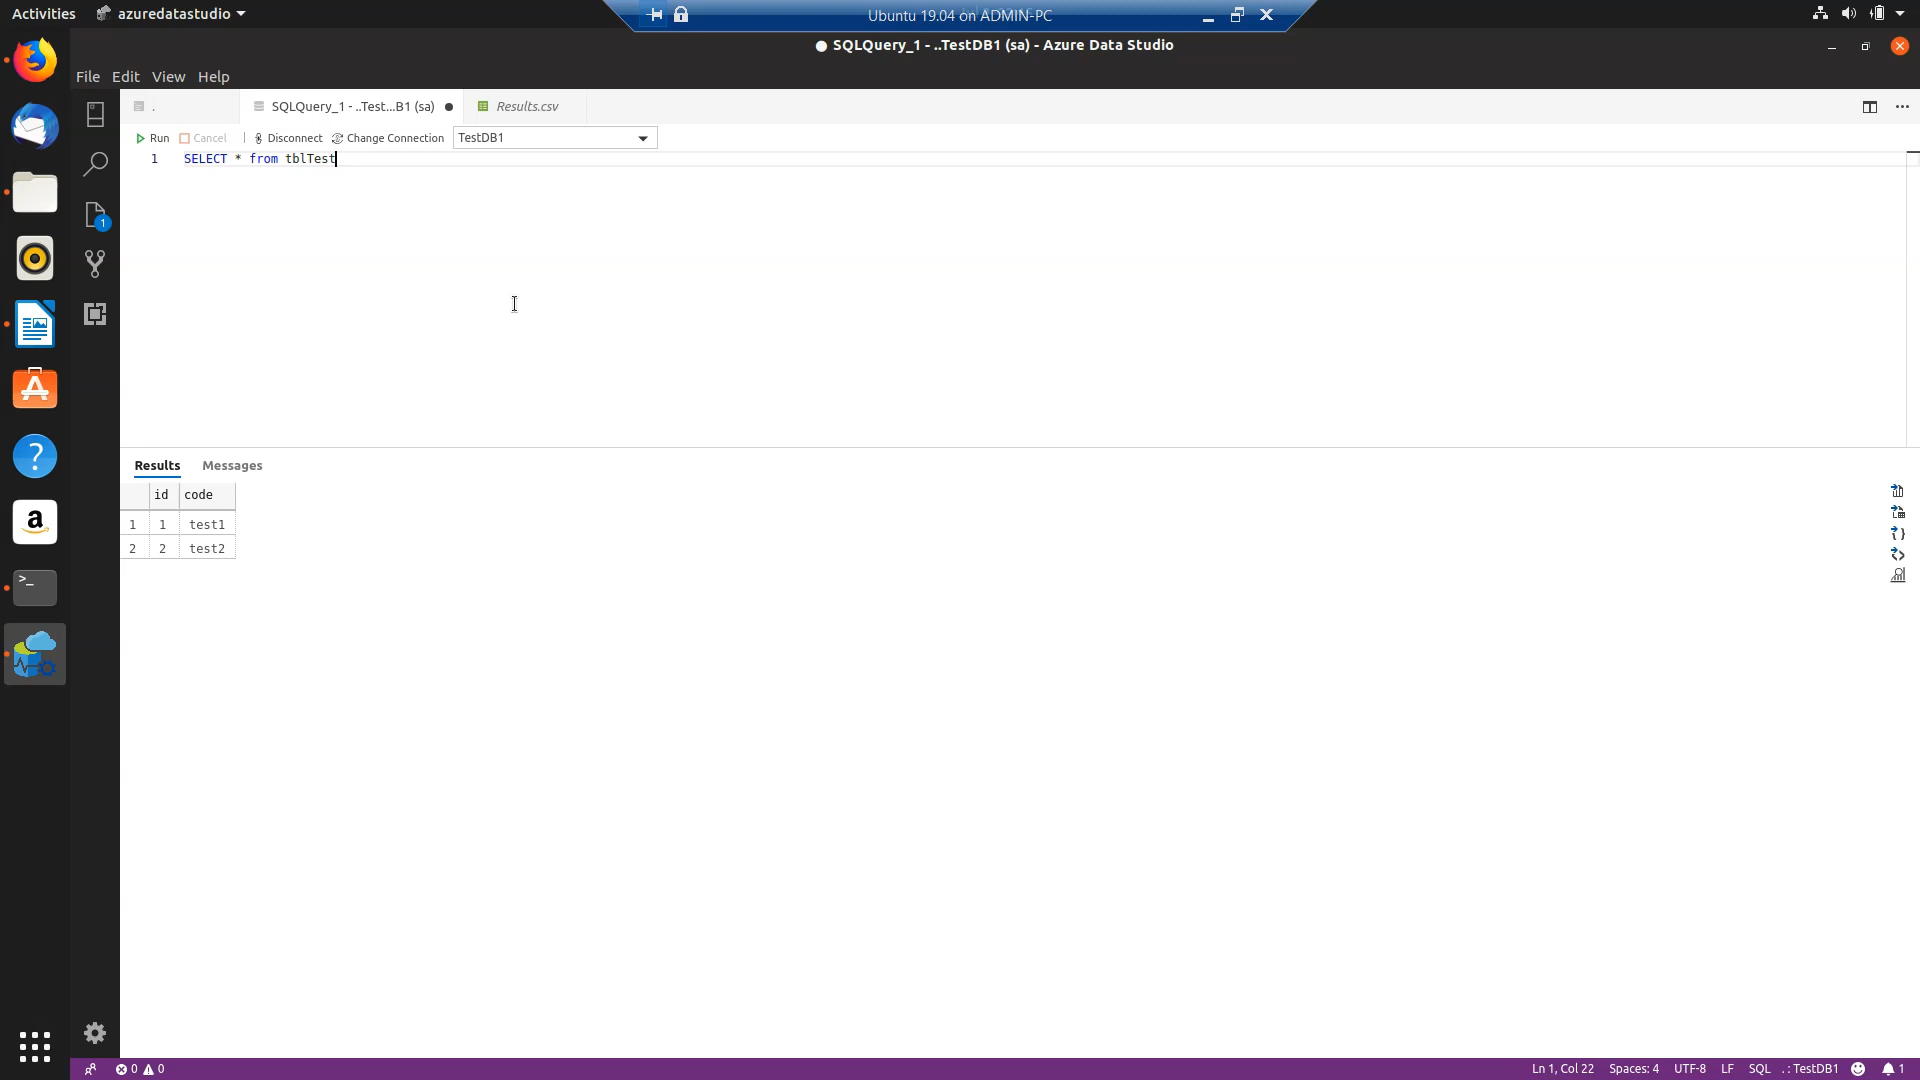 Activities azuredatastudio
Ubuntu 19.04 on ADMIN-PC
● SQLQuery_1 - ..TestDB1 (sa) - Azure Data Studio
File Edit View Help
. SQLQuery_1 - ..Test...B1 (sa) ● Results.csv
Run Cancel | Disconnect Change Connection TestDB1
1 SELECT * from tblTest
1
Results Messages
id code
1 1 test1
2 2 test2
0 0 Ln 1, Col 22 Spaces: 4 UTF-8 LF SQL . : TestDB1 1